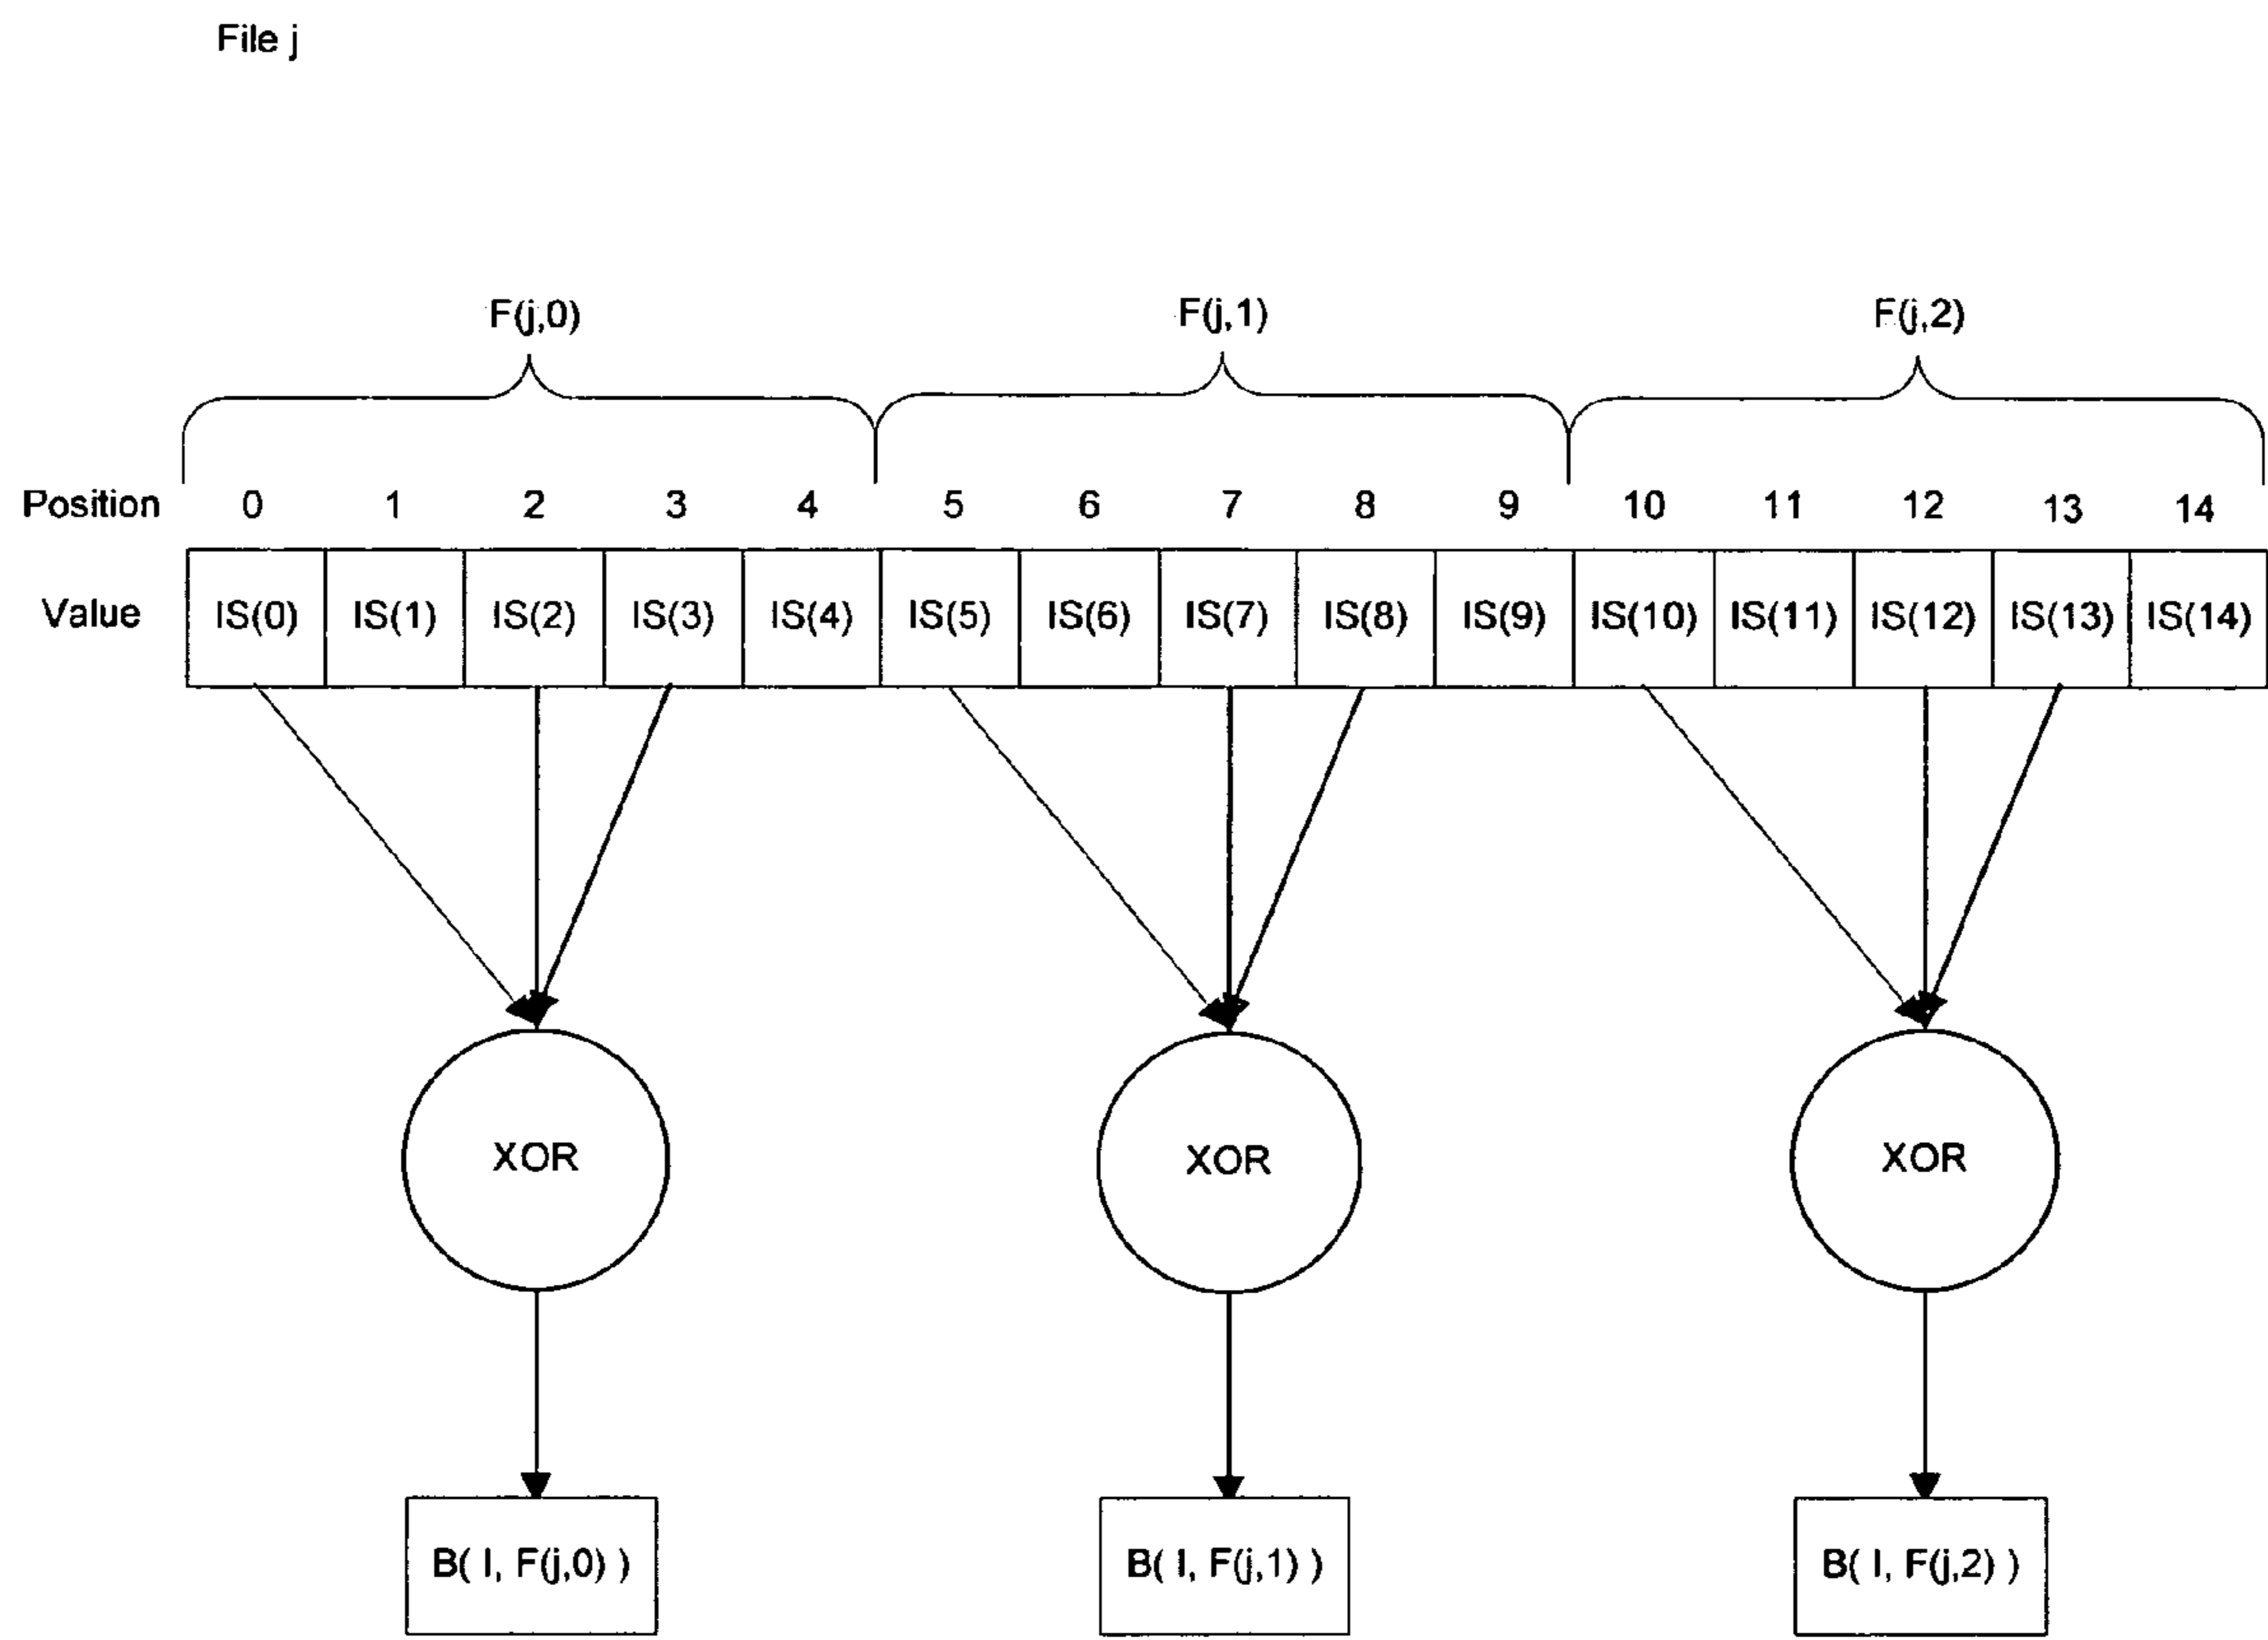 File j
F(j,0) F(j,1) F(j,2)
Position 0 1 2 3 4 5 6 7 8 9 10 11 12 13 14
Value IS(0) IS(1) IS(2) IS(3) IS(4) IS(5) IS(6) IS(7) IS(8) IS(9) IS(10) IS(11) IS(12) IS(13) IS(14)
XOR XOR XOR
B( I, F(j,0) ) B( I, F(j,1) ) B( I, F(j,2) )